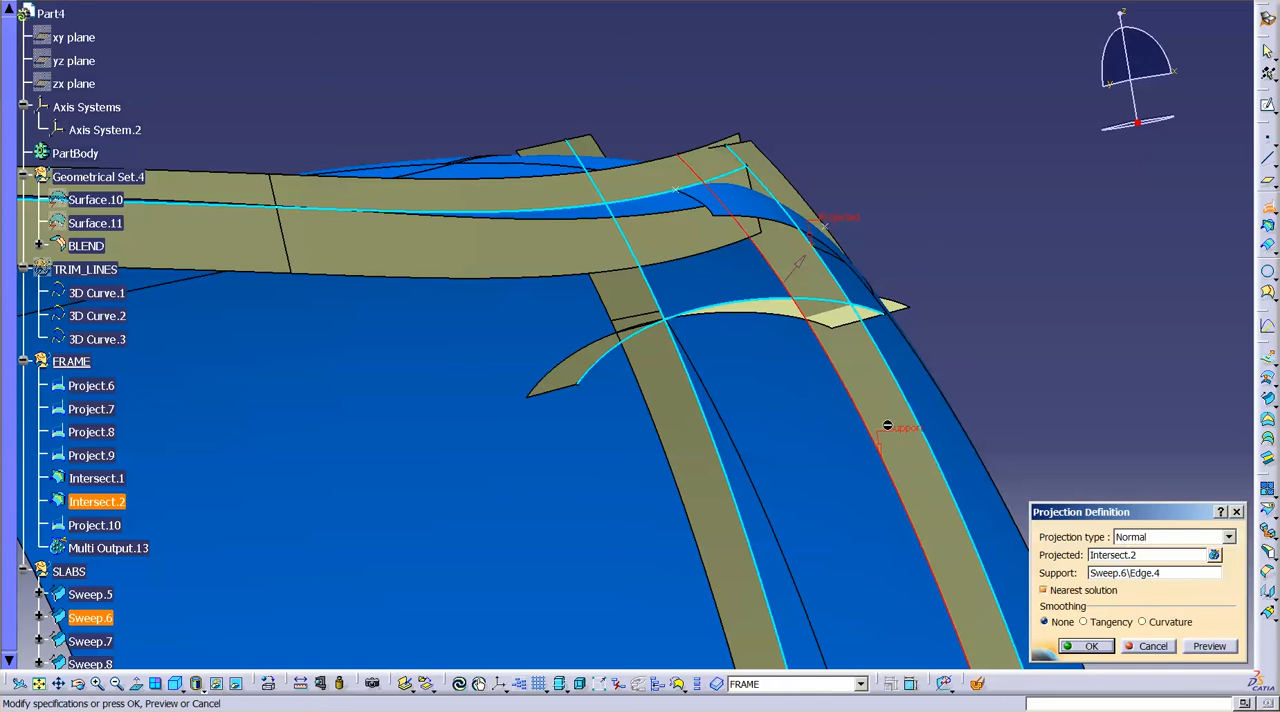 Part4
xy plane
yz plane
zx plane
Axis Systems
Axis System.2
PartBody
Geometrical Set.4
Surface.10
Surface.11
BLEND
TRIM_LINES
3D Curve.1
3D Curve.2
3D Curve.3
FRAME
Project.6
Project.7
Project.8
Project.9
Intersect.1
Intersect.2
Project.10
Multi Output.13
SLABS
Sweep.5
Sweep.6
Sweep.7
Sweep.8
z
x
y
Projected
Support
Projection Definition
Projection type : Normal
Projected: Intersect.2
Support: Sweep.6\Edge.4
Nearest solution
Smoothing
None Tangency Curvature
OK Cancel Preview
FRAME
CATIA
Modify specifications or press OK, Preview or Cancel